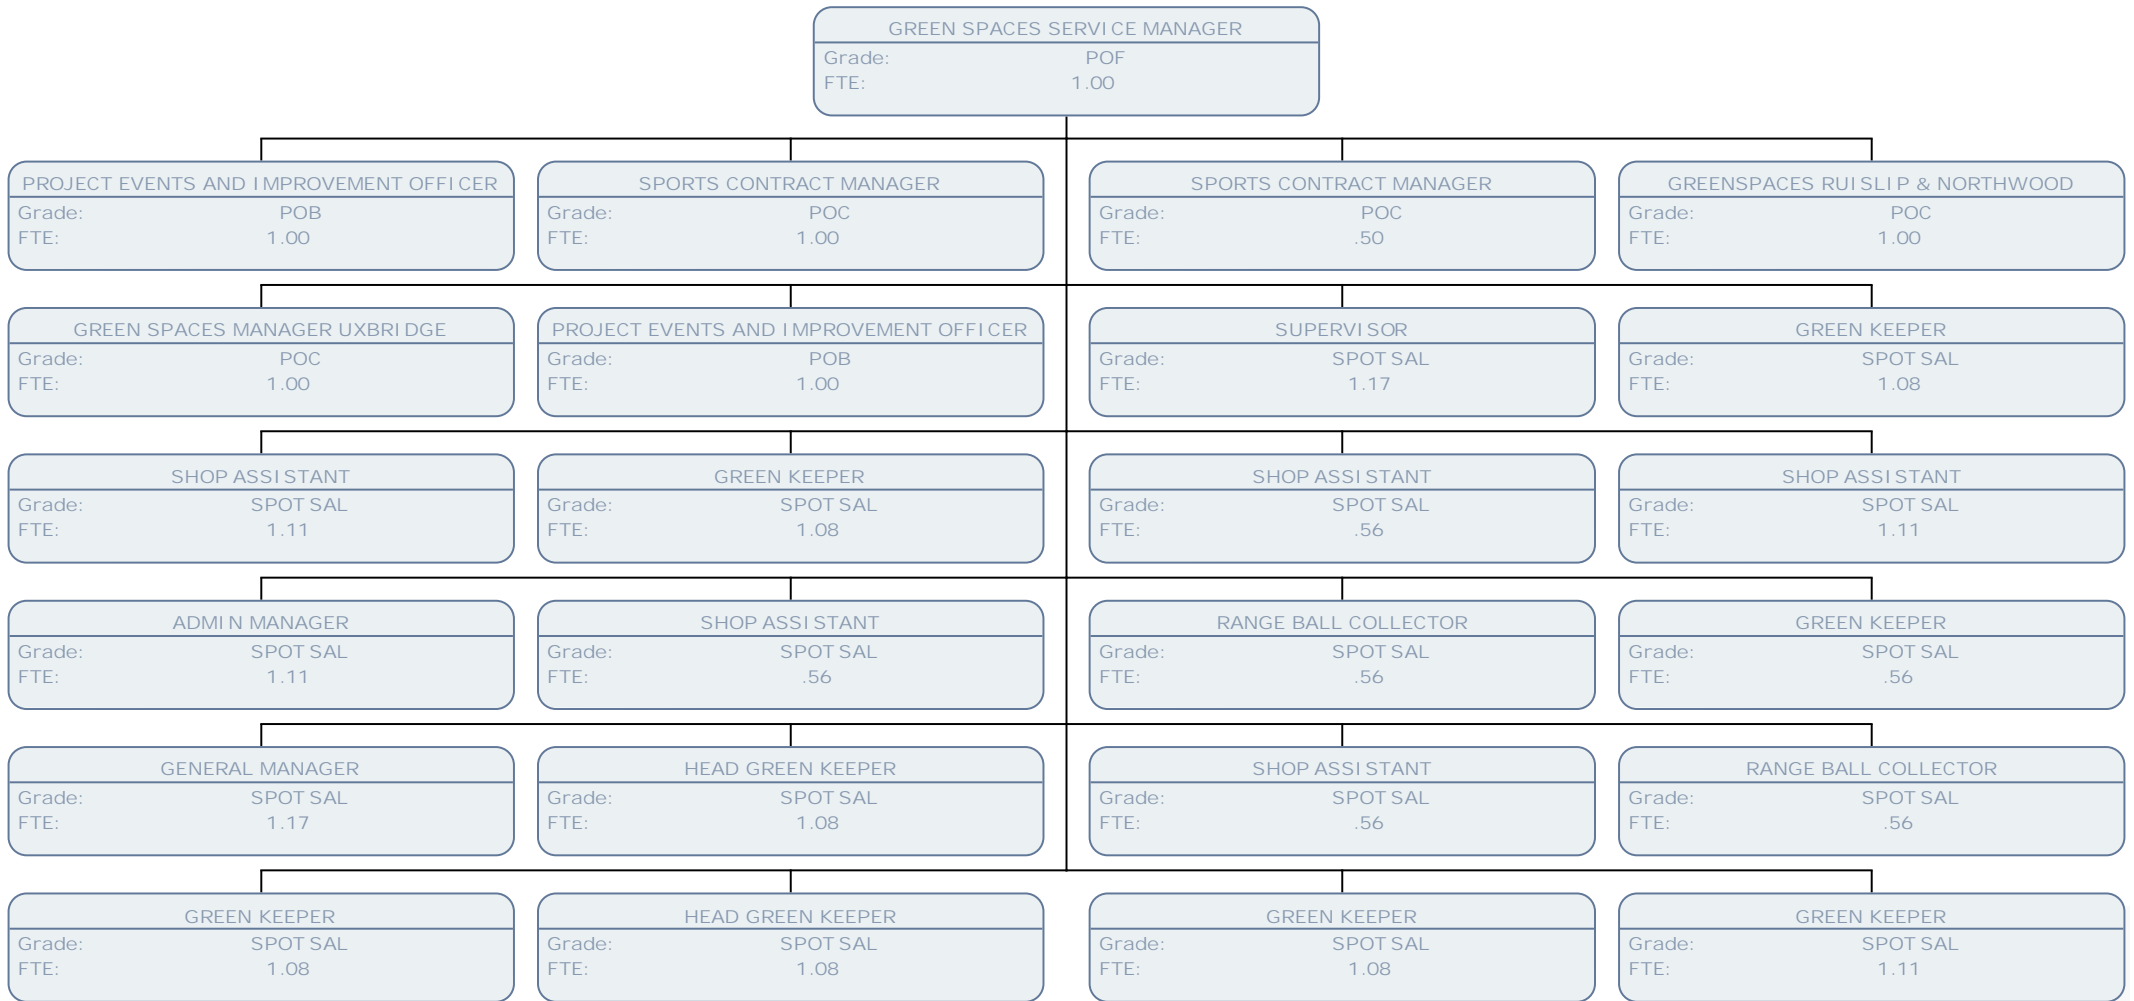 GREEN SPACES SERVICE MANAGER
Grade: POF
FTE: 1.00
PROJECT EVENTS AND IMPROVEMENT OFFICER
Grade: POB
FTE: 1.00
SPORTS CONTRACT MANAGER
Grade: POC
FTE: 1.00
SPORTS CONTRACT MANAGER
Grade: POC
FTE: .50
GREENSPACES RUISLIP & NORTHWOOD
Grade: POC
FTE: 1.00
GREEN SPACES MANAGER UXBRIDGE
Grade: POC
FTE: 1.00
PROJECT EVENTS AND IMPROVEMENT OFFICER
Grade: POB
FTE: 1.00
SUPERVISOR
Grade: SPOT SAL
FTE: 1.17
GREEN KEEPER
Grade: SPOT SAL
FTE: 1.08
SHOP ASSISTANT
Grade: SPOT SAL
FTE: 1.11
GREEN KEEPER
Grade: SPOT SAL
FTE: 1.08
SHOP ASSISTANT
Grade: SPOT SAL
FTE: .56
SHOP ASSISTANT
Grade: SPOT SAL
FTE: 1.11
ADMIN MANAGER
Grade: SPOT SAL
FTE: 1.11
SHOP ASSISTANT
Grade: SPOT SAL
FTE: .56
RANGE BALL COLLECTOR
Grade: SPOT SAL
FTE: .56
GREEN KEEPER
Grade: SPOT SAL
FTE: .56
GENERAL MANAGER
Grade: SPOT SAL
FTE: 1.17
HEAD GREEN KEEPER
Grade: SPOT SAL
FTE: 1.08
SHOP ASSISTANT
Grade: SPOT SAL
FTE: .56
RANGE BALL COLLECTOR
Grade: SPOT SAL
FTE: .56
GREEN KEEPER
Grade: SPOT SAL
FTE: 1.08
HEAD GREEN KEEPER
Grade: SPOT SAL
FTE: 1.08
GREEN KEEPER
Grade: SPOT SAL
FTE: 1.08
GREEN KEEPER
Grade: SPOT SAL
FTE: 1.11